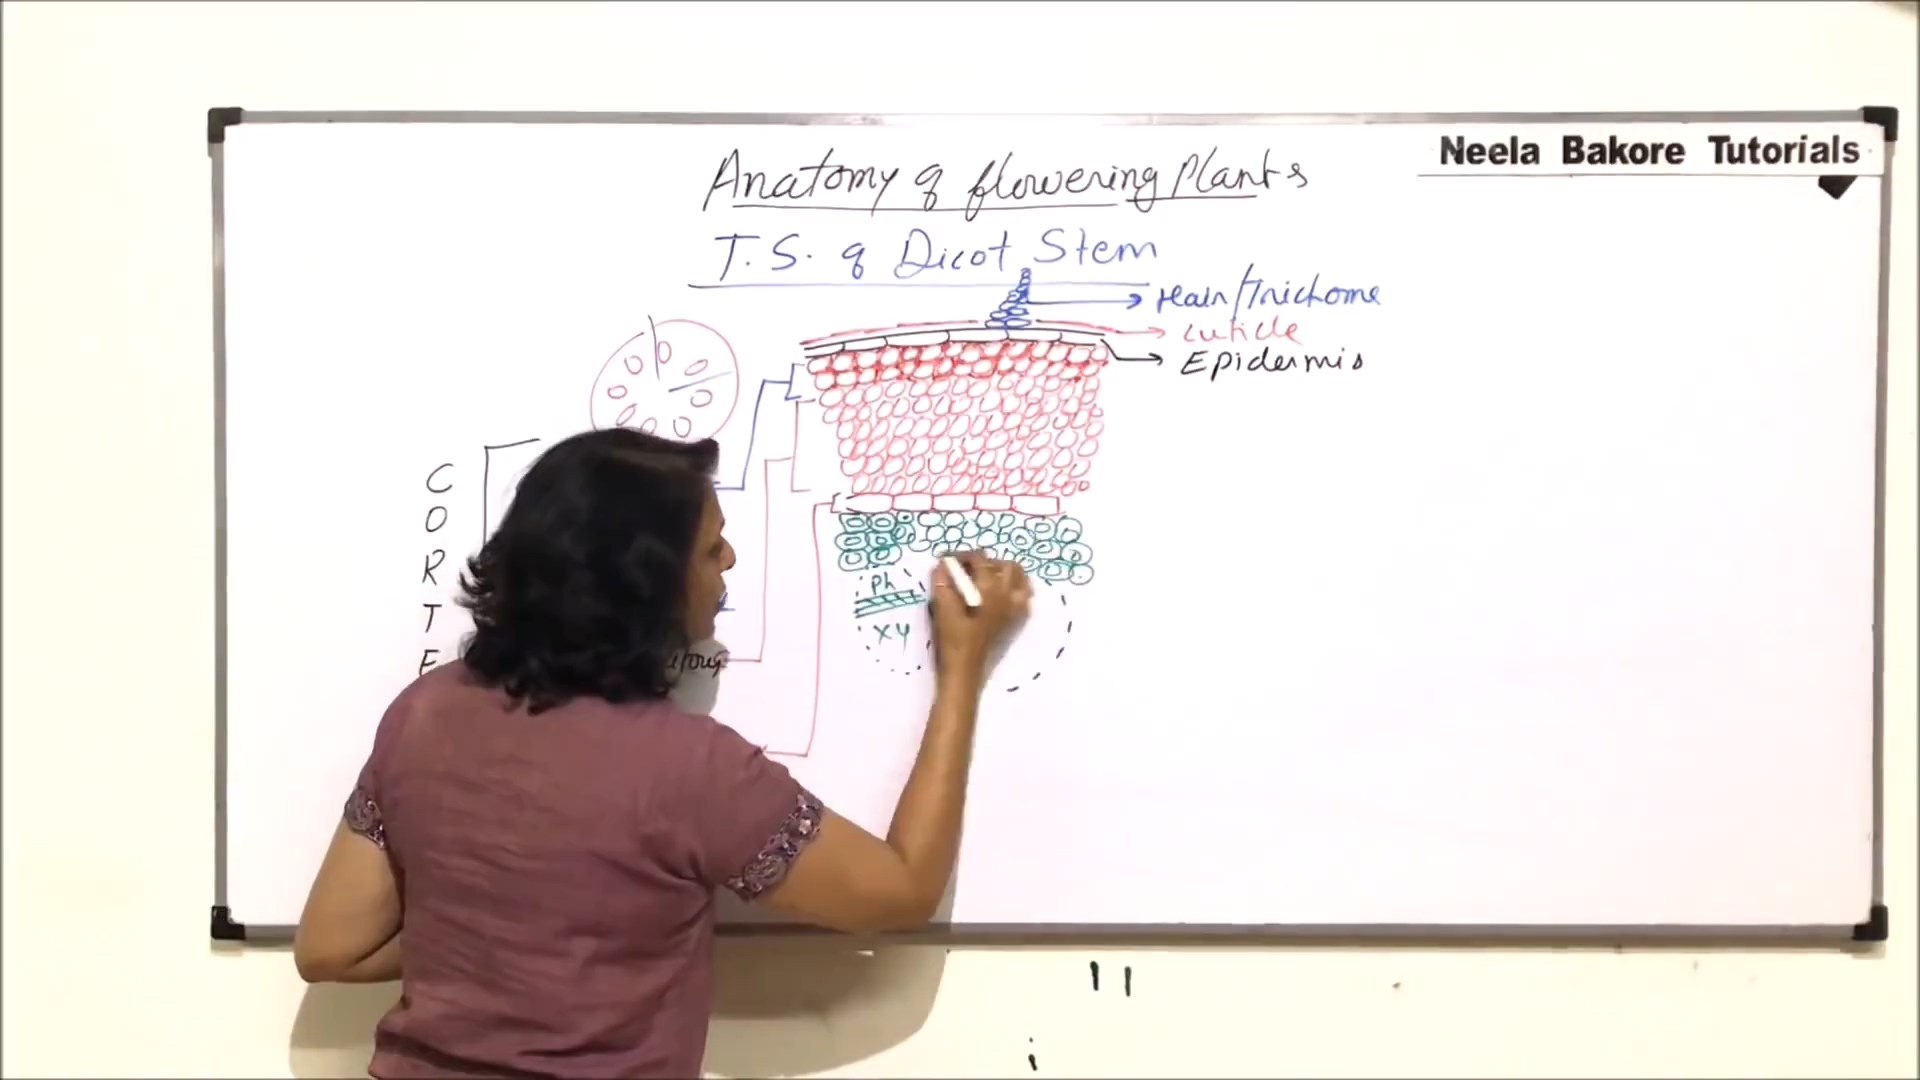 Neela Bakore Tutorials
Anatomy of flowering Plants
T.S. of Dicot Stem
Hair/Trichome
cuticle
Epidermis
C
O
R
T
E
Ph
xy